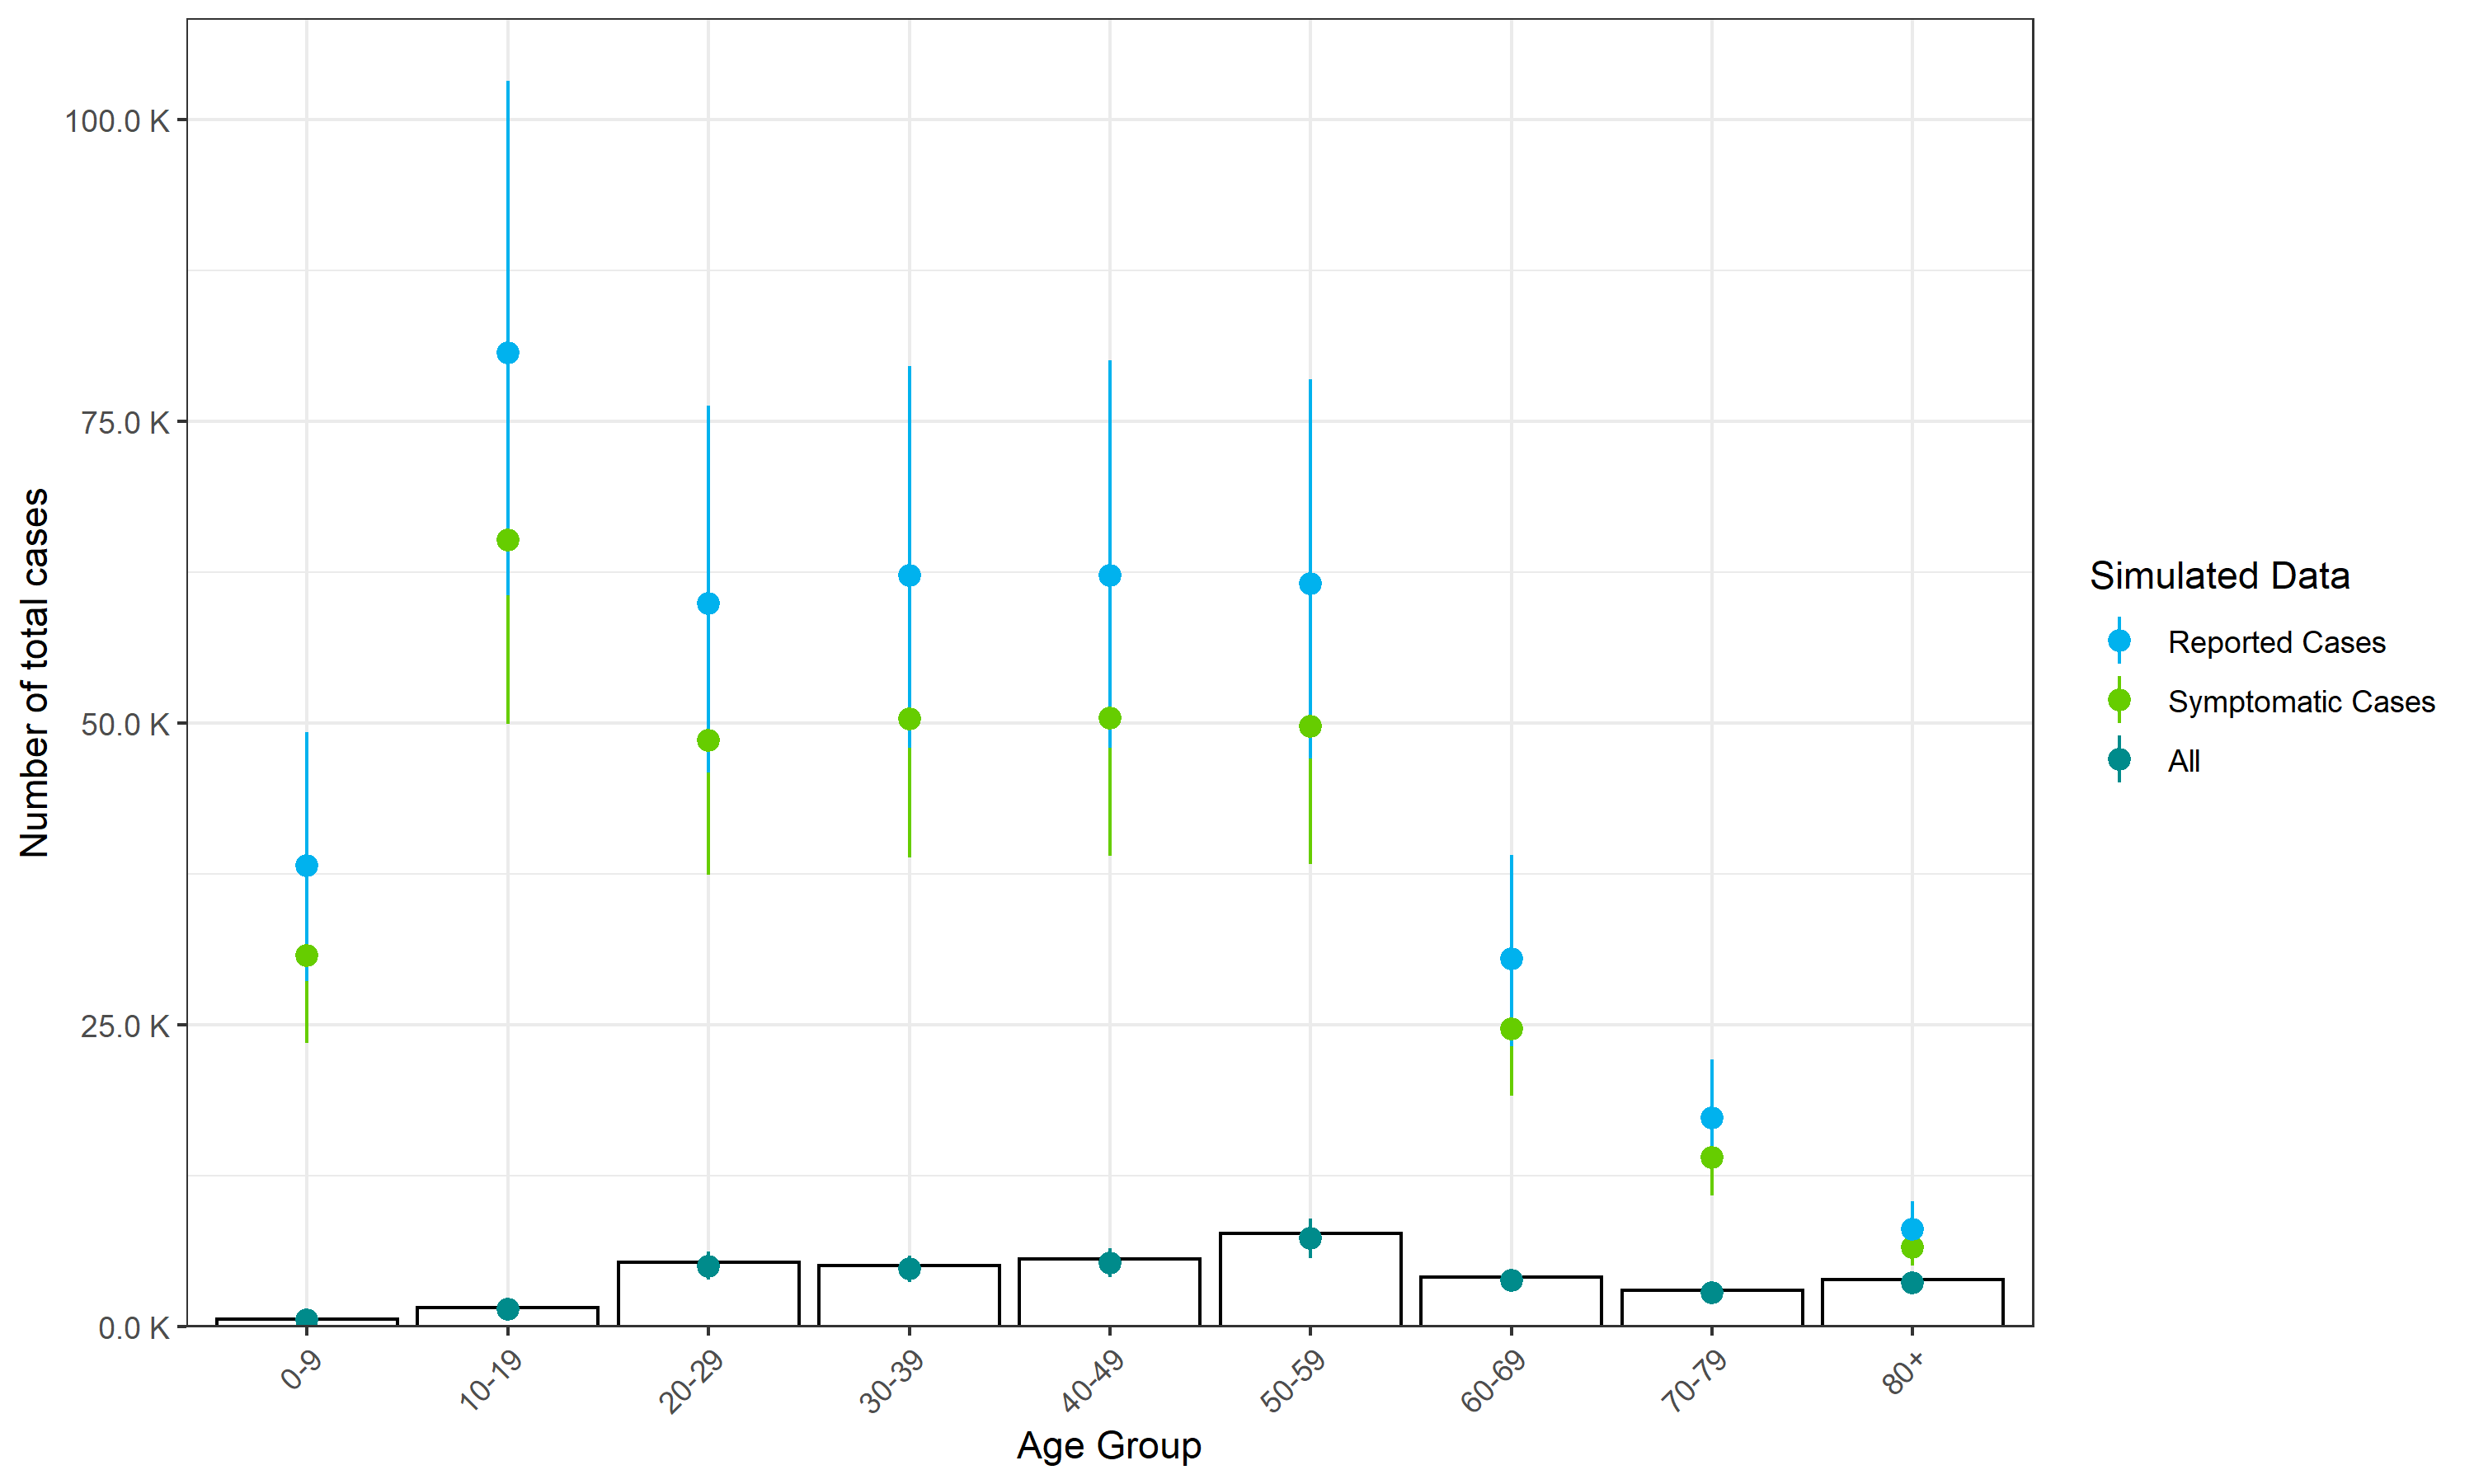 Number of total cases
100.0 K
75.0 K
50.0 K
25.0 K
0.0 K
0-9
10-19
20-29
30-39
40-49
50-59
60-69
70-79
80+
Age Group
Simulated Data
Reported Cases
Symptomatic Cases
All